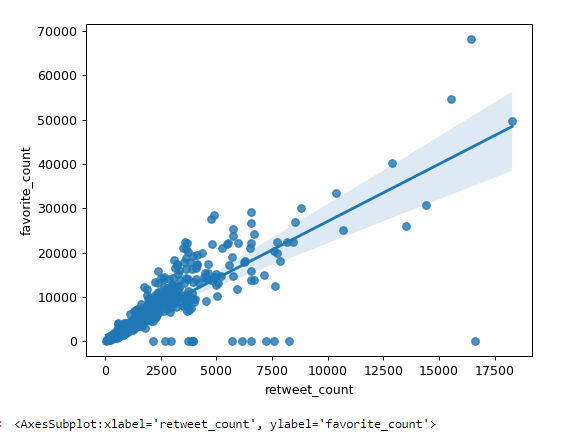 70000
60000
50000
40000
30000
20000
10000
0
favorite_count
0 2500 5000 7500 10000 12500 15000 17500
retweet_count
<AxesSubplot:xlabel='retweet_count', ylabel='favorite_count'>